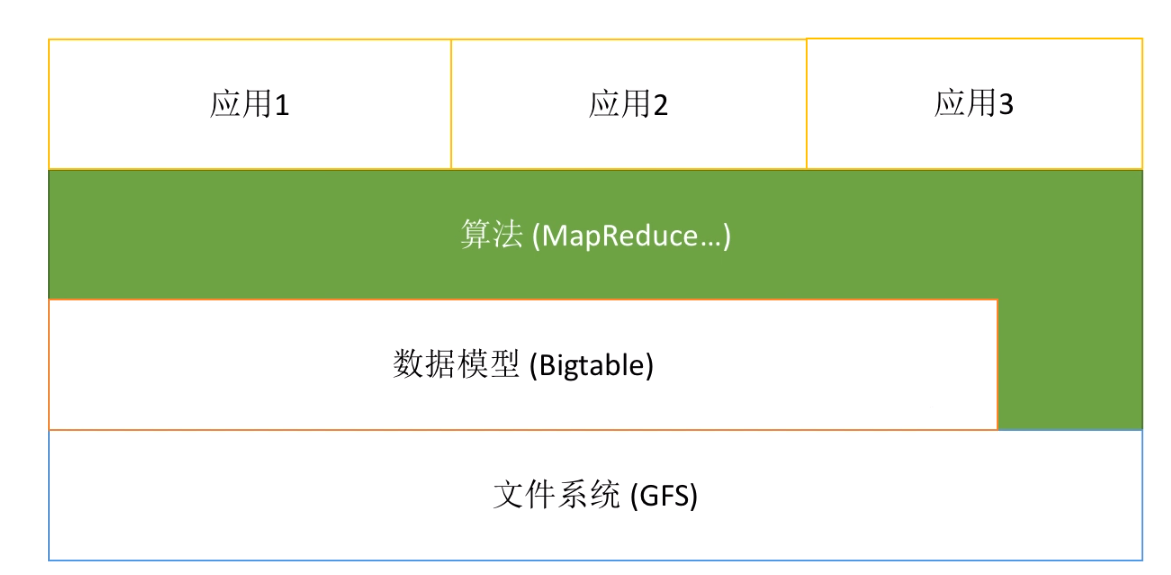 应用1
应用2
应用3
算法 (MapReduce…)
数据模型 (Bigtable)
文件系统 (GFS)